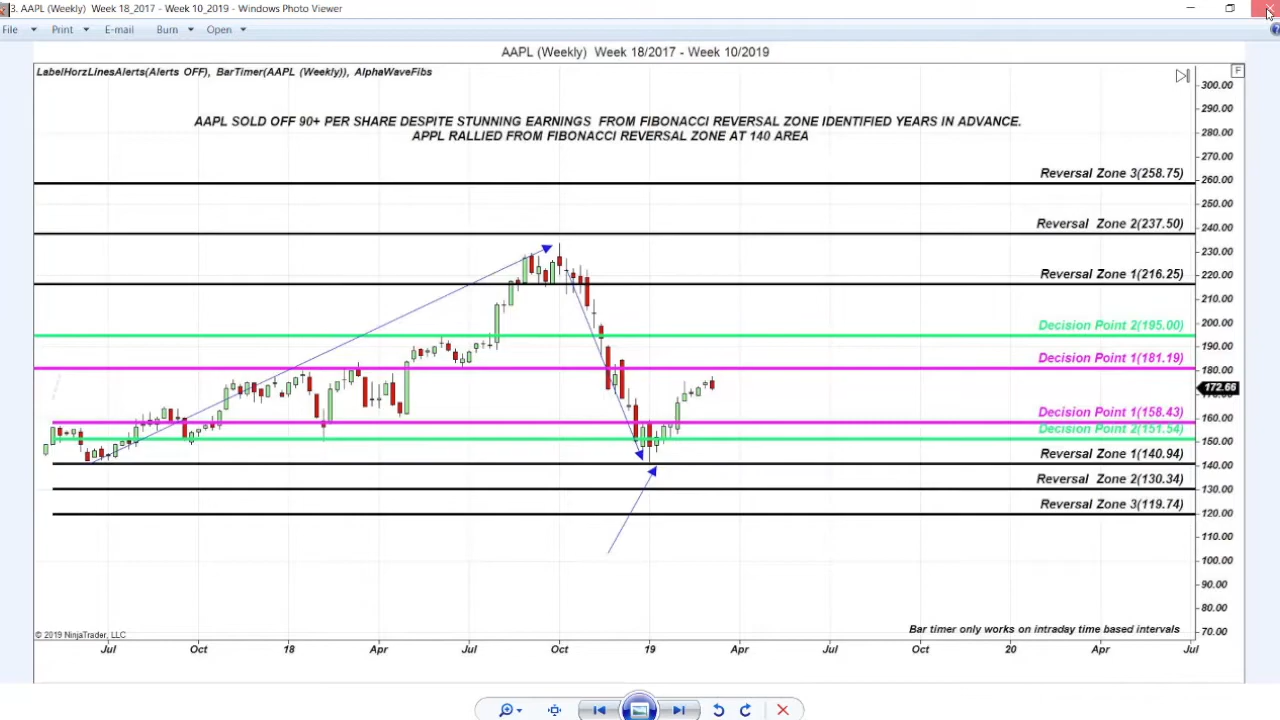 3. AAPL (Weekly)  Week 18_2017 - Week 10_2019 - Windows Photo Viewer
File Print E-mail Burn Open
AAPL (Weekly)  Week 18/2017 - Week 10/2019
LabelHorzLinesAlerts(Alerts OFF), BarTimer(AAPL (Weekly)), AlphaWaveFibs
F
300.00
290.00
AAPL SOLD OFF 90+ PER SHARE DESPITE STUNNING EARNINGS  FROM FIBONACCI REVERSAL ZONE IDENTIFIED YEARS IN ADVANCE.
APPL RALLIED FROM FIBONACCI REVERSAL ZONE AT 140 AREA
280.00
270.00
Reversal Zone 3(258.75)
260.00
250.00
Reversal Zone 2(237.50)
240.00
230.00
Reversal Zone 1(216.25)
220.00
210.00
200.00
Decision Point 2(195.00)
190.00
Decision Point 1(181.19)
180.00
172.66
160.00
Decision Point 1(158.43)
Decision Point 2(151.54)
150.00
Reversal Zone 1(140.94)
140.00
Reversal Zone 2(130.34)
130.00
Reversal Zone 3(119.74)
120.00
110.00
100.00
90.00
80.00
70.00
Bar timer only works on intraday time based intervals
© 2019 NinjaTrader, LLC
Jul Oct 18 Apr Jul Oct 19 Apr Jul Oct 20 Apr Jul